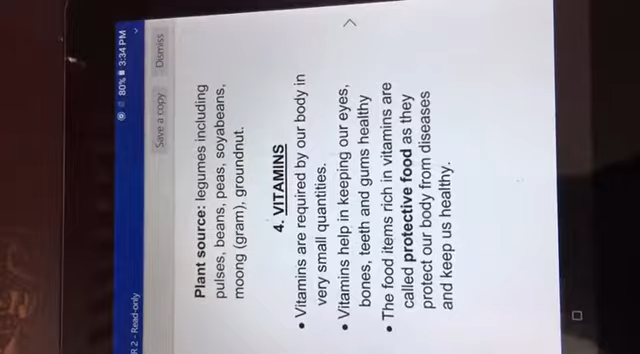 80% 3:34 PM
R 2 - Read-only
Save a copy Dismiss
Plant source: legumes including
pulses, beans, peas, soyabeans,
moong (gram), groundnut.
4. VITAMINS
• Vitamins are required by our body in
very small quantities.
• Vitamins help in keeping our eyes,
bones, teeth and gums healthy
• The food items rich in vitamins are
called protective food as they
protect our body from diseases
and keep us healthy.